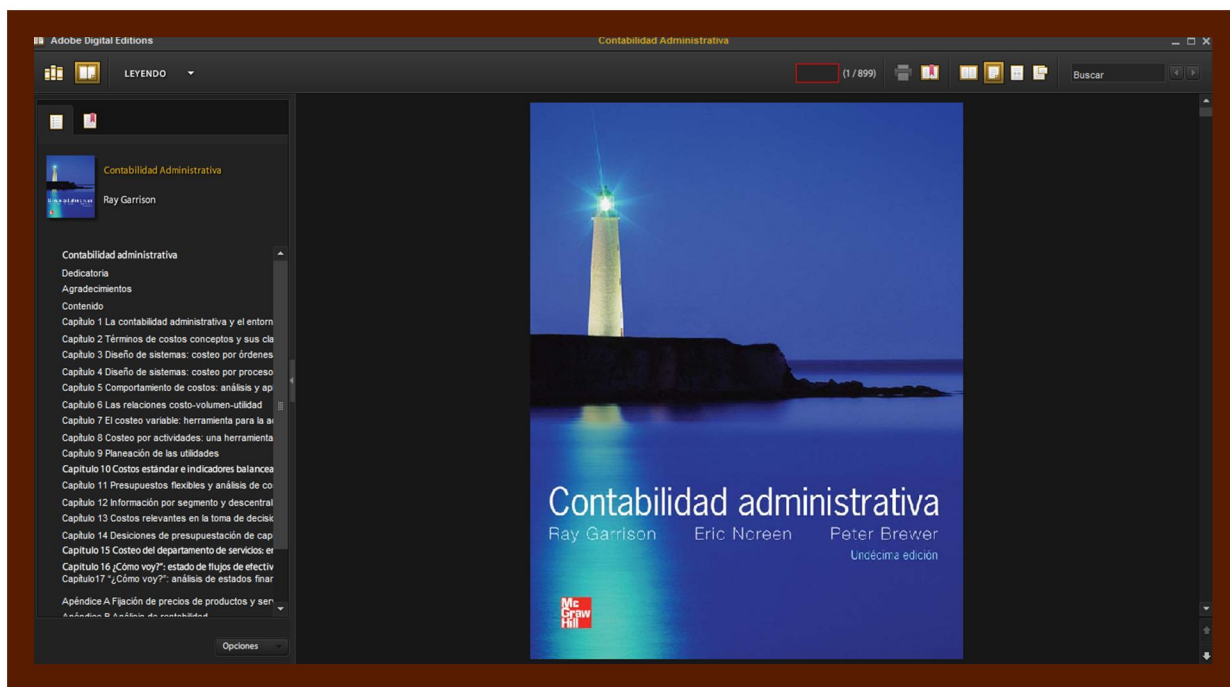 Adobe Digital Editions
Contabilidad Administrativa
LEYENDO
(1 / 899)
Buscar
Contabilidad Administrativa
Ray Garrison
Contabilidad administrativa
Dedicatoria
Agradecimientos
Contenido
Capítulo 1 La contabilidad administrativa y el entorn
Capítulo 2 Términos de costos conceptos y sus cla
Capítulo 3 Diseño de sistemas: costeo por órdenes
Capítulo 4 Diseño de sistemas: costeo por proceso
Capítulo 5 Comportamiento de costos: análisis y ap
Capítulo 6 Las relaciones costo-volumen-utilidad
Capítulo 7 El costeo variable: herramienta para la a
Capítulo 8 Costeo por actividades: una herramienta
Capítulo 9 Planeación de las utilidades
Capítulo 10 Costos estándar e indicadores balancea
Capítulo 11 Presupuestos flexibles y análisis de co
Capítulo 12 Información por segmento y descentral
Capítulo 13 Costos relevantes en la toma de decisio
Capítulo 14 Desiciones de presupuestación de cap
Capítulo 15 Costeo del departamento de servicios: er
Capítulo 16 ¿Cómo voy?": estado de flujos de efectiv
Capítulo17 "¿Cómo voy?": análisis de estados finar
Apéndice A Fijación de precios de productos y serv
Apéndice B Análisis de rentabilidad
Opciones
Contabilidad administrativa
Ray Garrison Eric Noreen Peter Brewer
Undécima edición
Mc
Graw
Hill